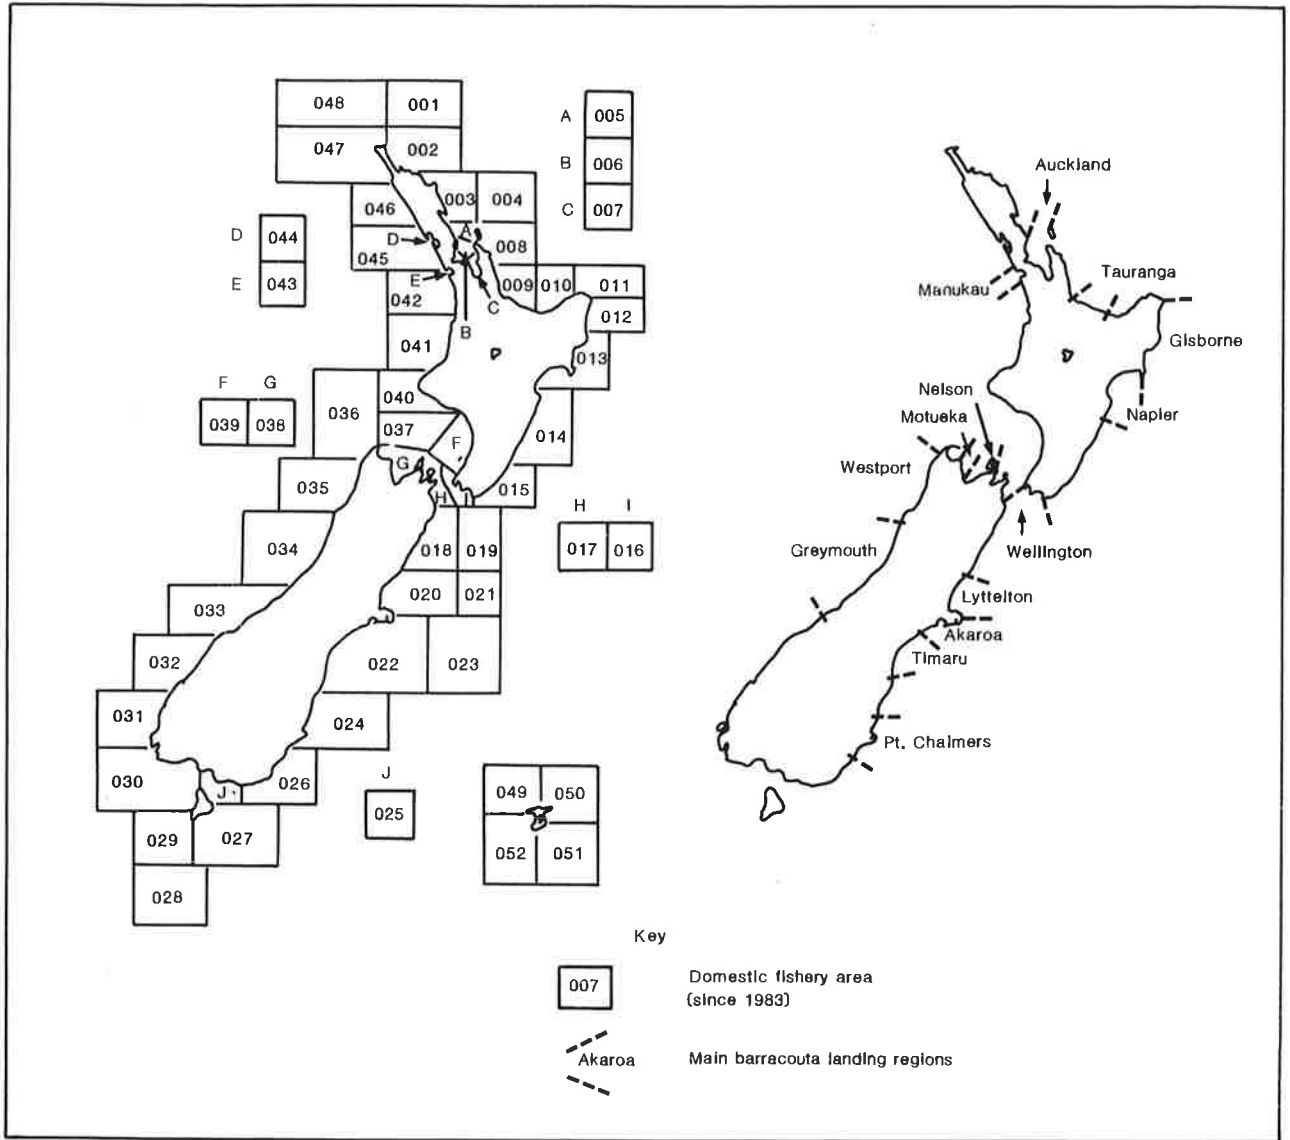 048 001
A 005
047 002
B 006
C 007
046 003 004
A
D 044
D
008
045
E 043
E
009 010 011
042
C
012
B
041
013
F G
040
036
039 038
037
F
014
G
035
015
H I
H I
034
018 019
017 016
033
020 021
032
022 023
031
024
030
J
026
J
025
049 050
029 027
052 051
028
Auckland
Tauranga
Manukau
Gisborne
Nelson
Motueka
Napier
Westport
Greymouth
Wellington
Lyttelton
Akaroa
Timaru
Pt. Chalmers
Key
007 Domestic fishery area
(since 1983)
Akaroa Main barracouta landing regions